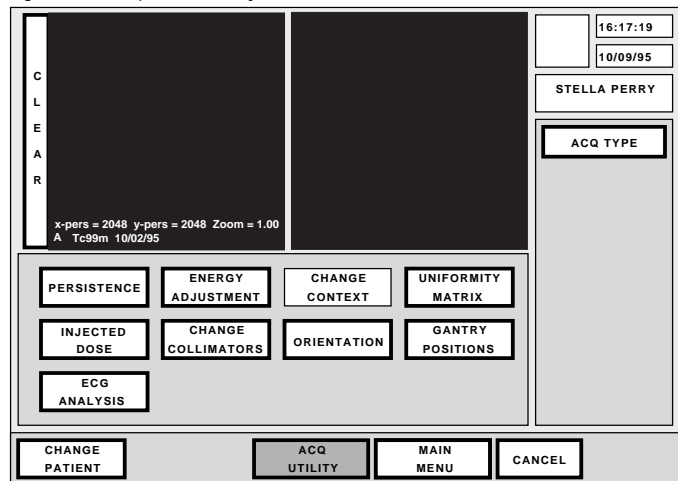 16:17:19
10/09/95
C
L
E
A
R
STELLA PERRY
ACQ TYPE
x-pers = 2048 y-pers = 2048 Zoom = 1.00
A Tc99m 10/02/95
PERSISTENCE
ENERGY
ADJUSTMENT
CHANGE
CONTEXT
UNIFORMITY
MATRIX
INJECTED
DOSE
CHANGE
COLLIMATORS
ORIENTATION
GANTRY
POSITIONS
ECG
ANALYSIS
CHANGE
PATIENT
ACQ
UTILITY
MAIN
MENU
CANCEL